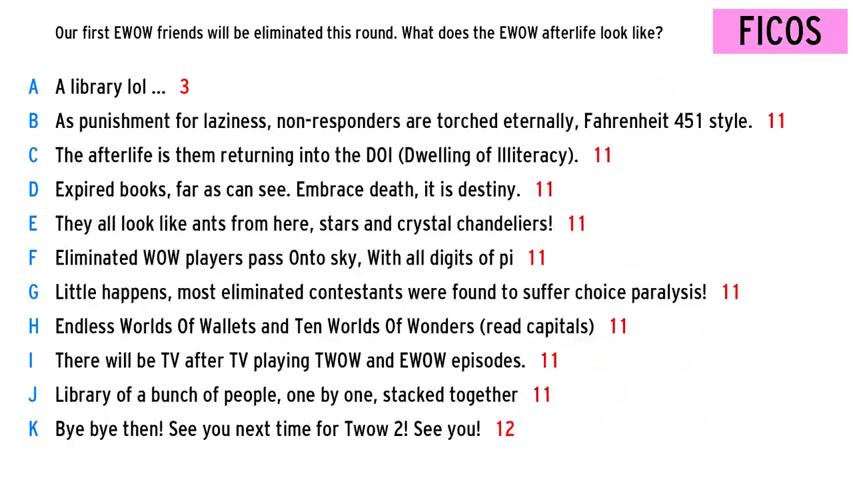 Our first EWOW friends will be eliminated this round. What does the EWOW afterlife look like?
FICOS
A A library lol ... 3
B As punishment for laziness, non-responders are torched eternally, Fahrenheit 451 style. 11
C The afterlife is them returning into the DOI (Dwelling of Illiteracy). 11
D Expired books, far as can see. Embrace death, it is destiny. 11
E They all look like ants from here, stars and crystal chandeliers! 11
F Eliminated WOW players pass Onto sky, With all digits of pi 11
G Little happens, most eliminated contestants were found to suffer choice paralysis! 11
H Endless Worlds Of Wallets and Ten Worlds Of Wonders (read capitals) 11
I There will be TV after TV playing TWOW and EWOW episodes. 11
J Library of a bunch of people, one by one, stacked together 11
K Bye bye then! See you next time for Twow 2! See you! 12